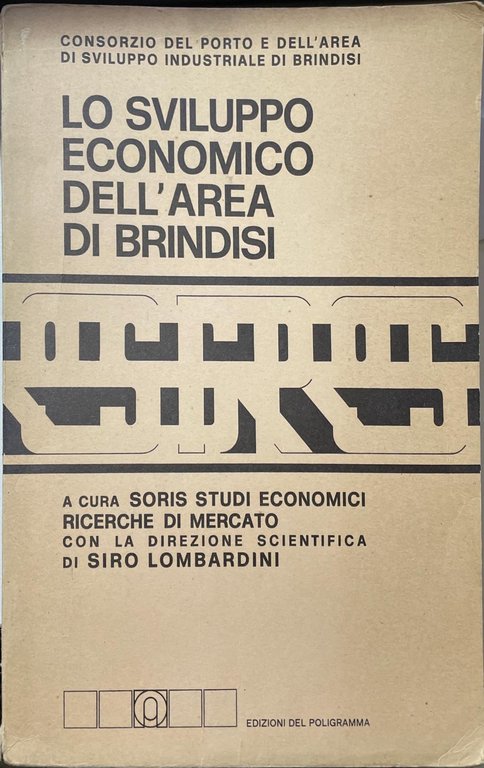 CONSORZIO DEL PORTO E DELL'AREA
DI SVILUPPO INDUSTRIALE DI BRINDISI
LO SVILUPPO
ECONOMICO
DELL'AREA
DI BRINDISI
A CURA SORIS STUDI ECONOMICI
RICERCHE DI MERCATO
CON LA DIREZIONE SCIENTIFICA
DI SIRO LOMBARDINI
EDIZIONI DEL POLIGRAMMA